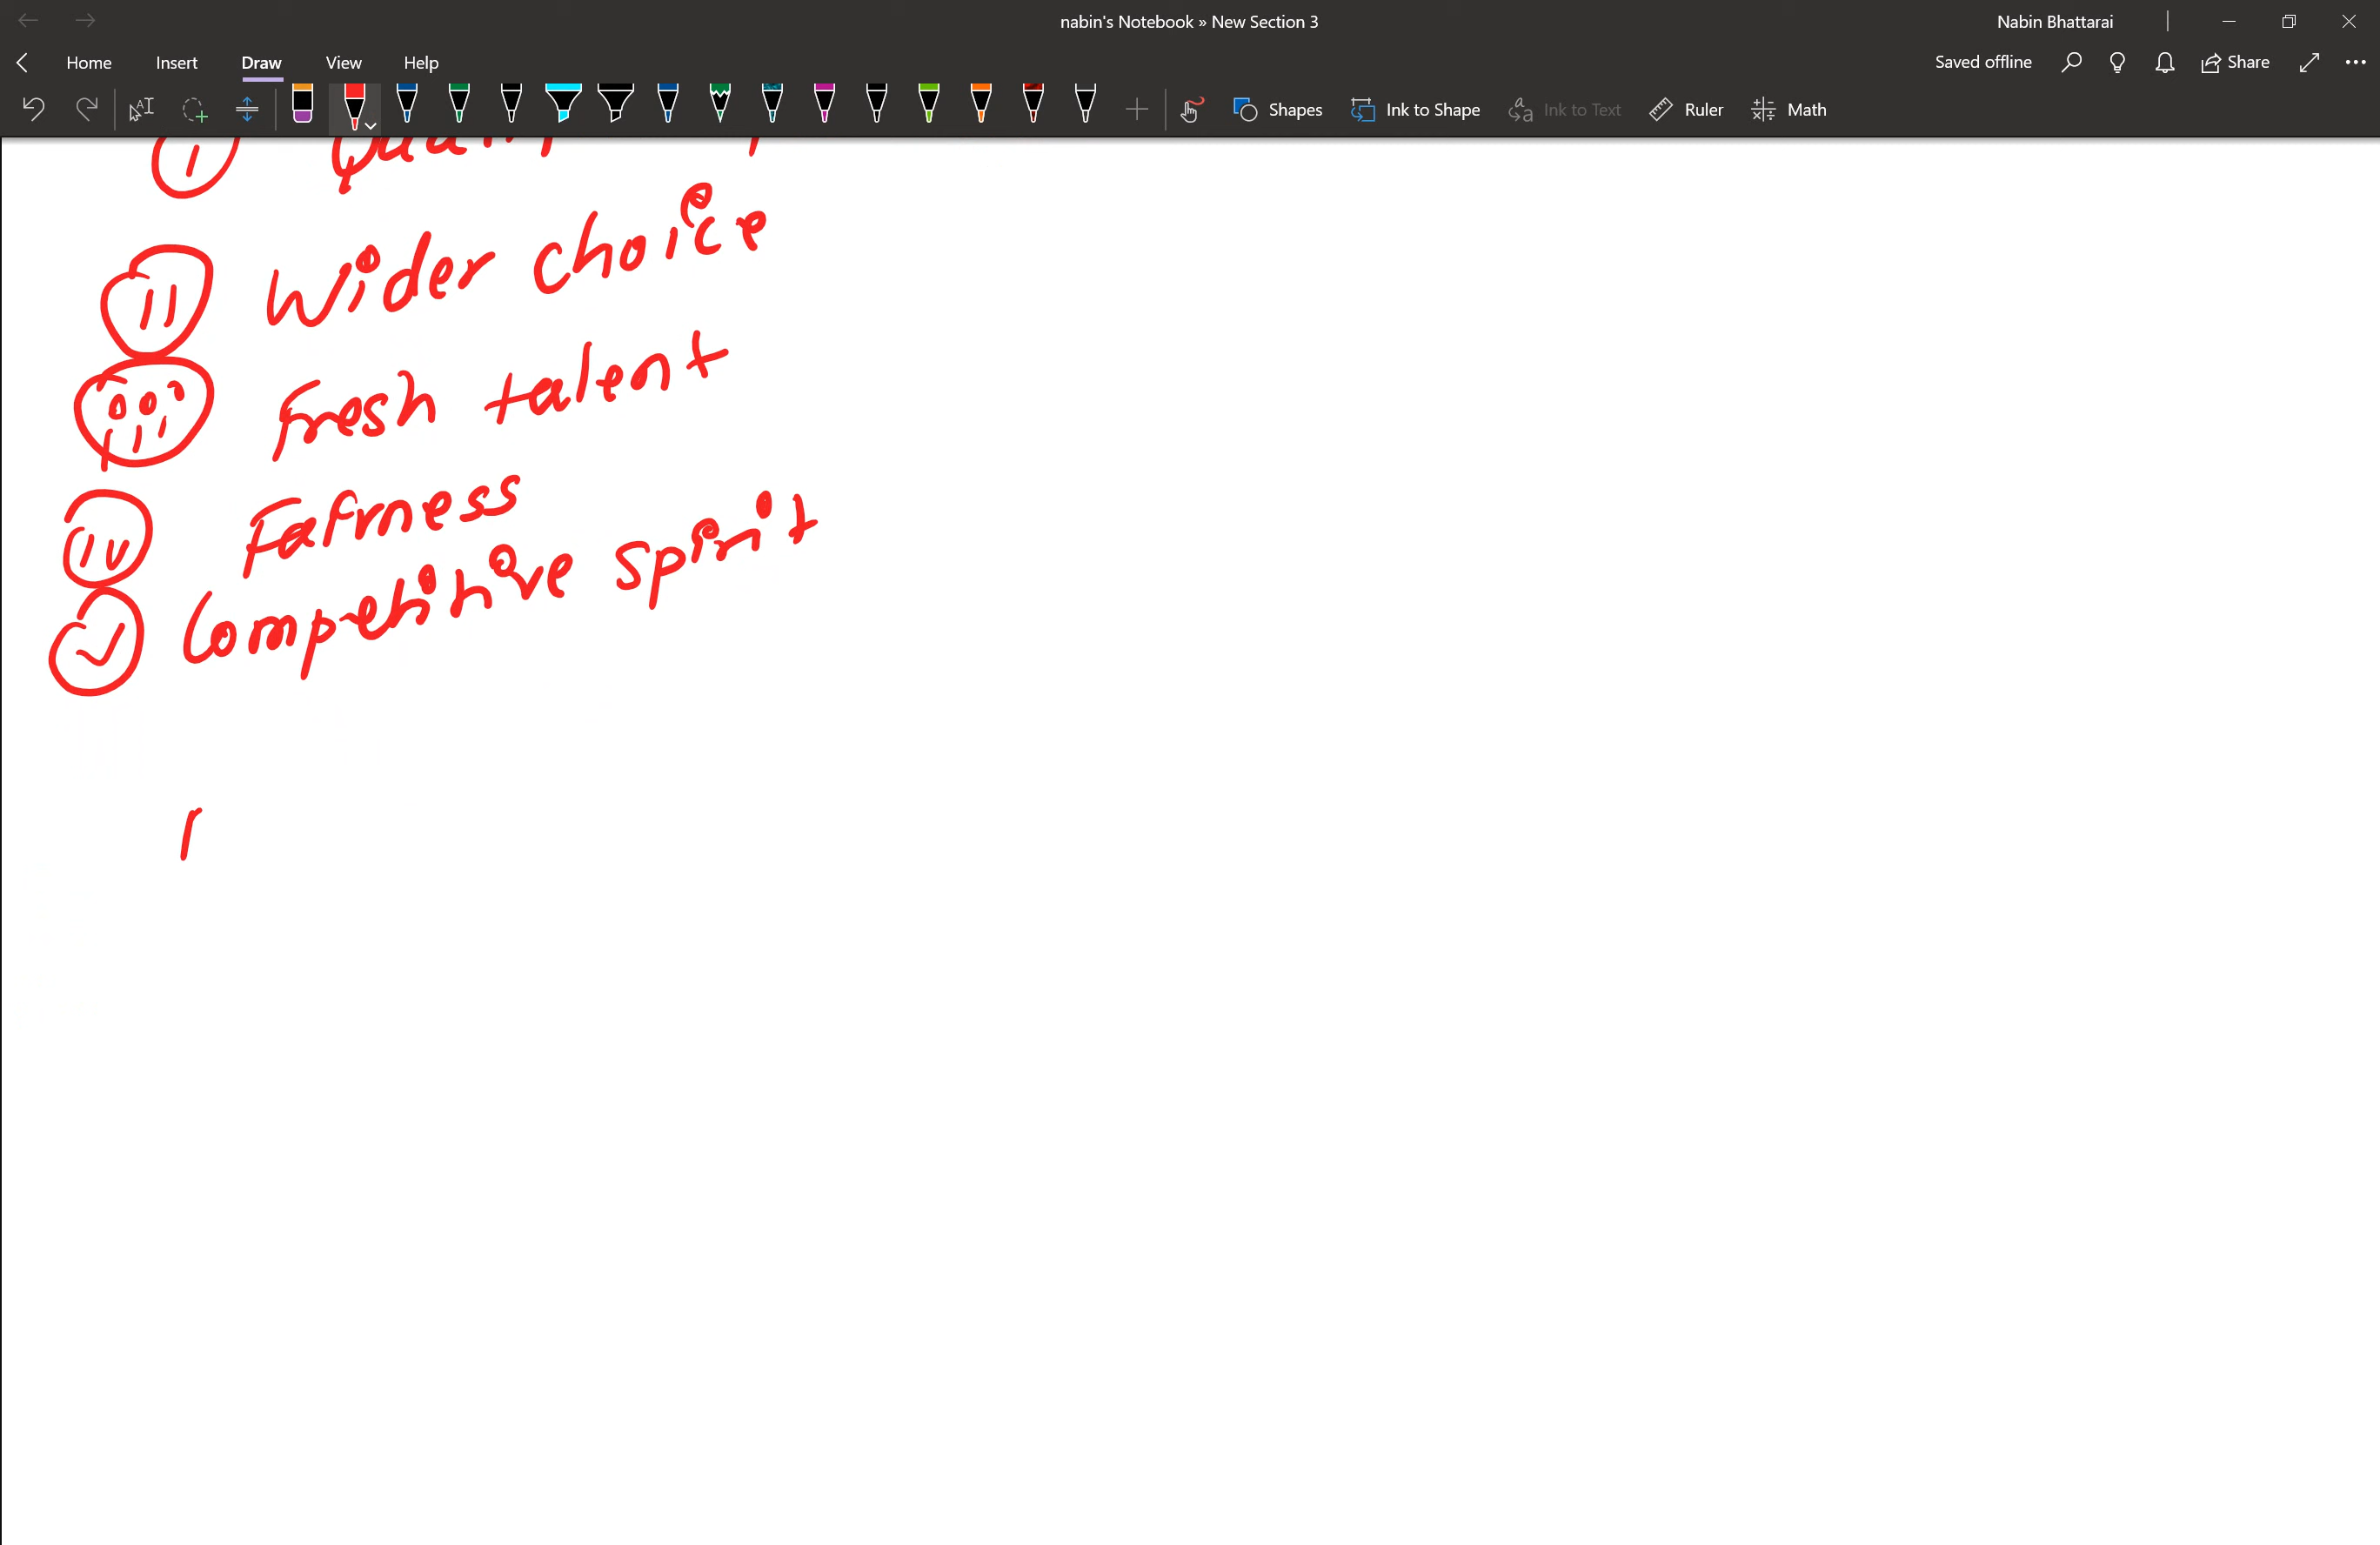 nabin's Notebook » New Section 3
Nabin Bhattarai
Home Insert Draw View Help
Saved offline
Share
Shapes Ink to Shape Ink to Text Ruler Math
i
ii Wider choice
iii Fresh talent
iv Fairness
v Competitive spirit